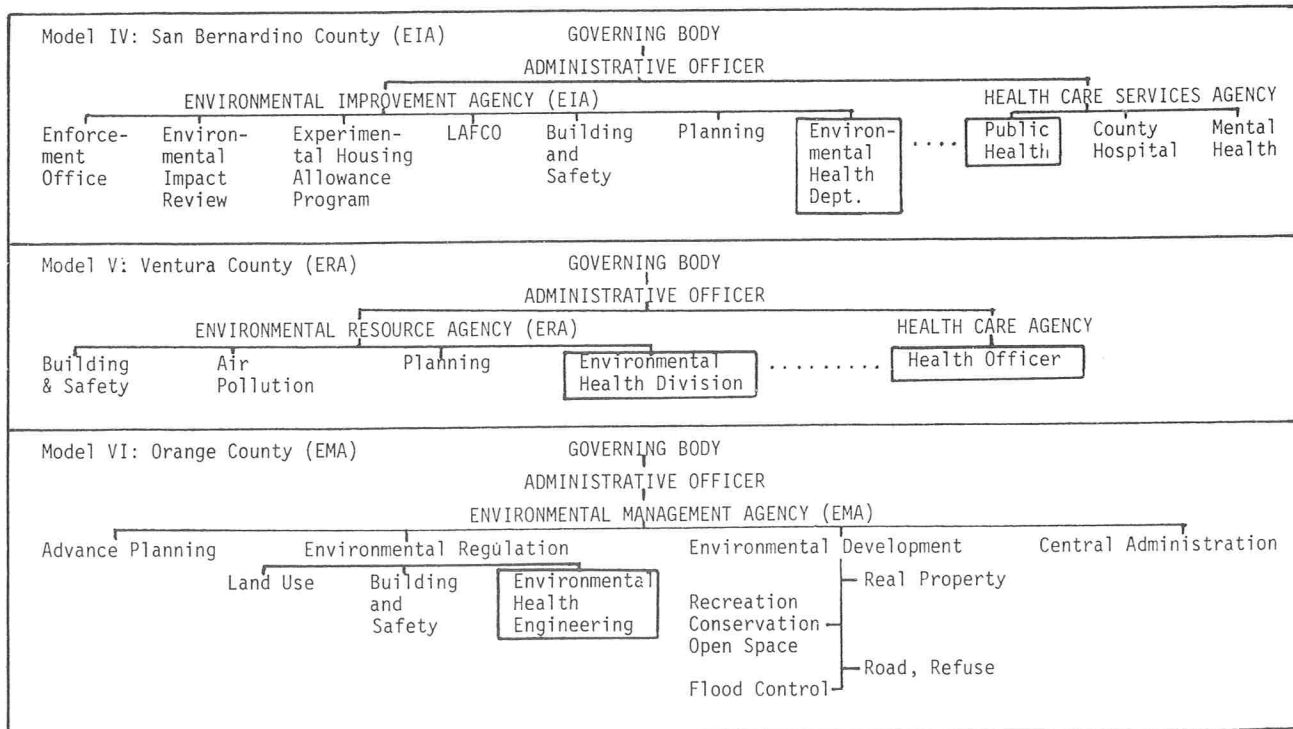 Model IV: San Bernardino County (EIA) GOVERNING BODY
ADMINISTRATIVE OFFICER
ENVIRONMENTAL IMPROVEMENT AGENCY (EIA) HEALTH CARE SERVICES AGENCY
Enforce-
ment
Office
Environ-
mental
Impact
Review
Experimen-
tal Housing
Allowance
Program
LAFCO
Building
and
Safety
Planning
Environ-
mental
Health
Dept.
....
Public
Health
County
Hospital
Mental
Health
Model V: Ventura County (ERA) GOVERNING BODY
ADMINISTRATIVE OFFICER
ENVIRONMENTAL RESOURCE AGENCY (ERA) HEALTH CARE AGENCY
Building
& Safety
Air
Pollution
Planning
Environmental
Health Division
.........
Health Officer
Model VI: Orange County (EMA) GOVERNING BODY
ADMINISTRATIVE OFFICER
ENVIRONMENTAL MANAGEMENT AGENCY (EMA)
Advance Planning
Environmental Regulation
Environmental Development
Central Administration
Land Use
Building
and
Safety
Environmental
Health
Engineering
Real Property
Recreation
Conservation
Open Space
Road, Refuse
Flood Control